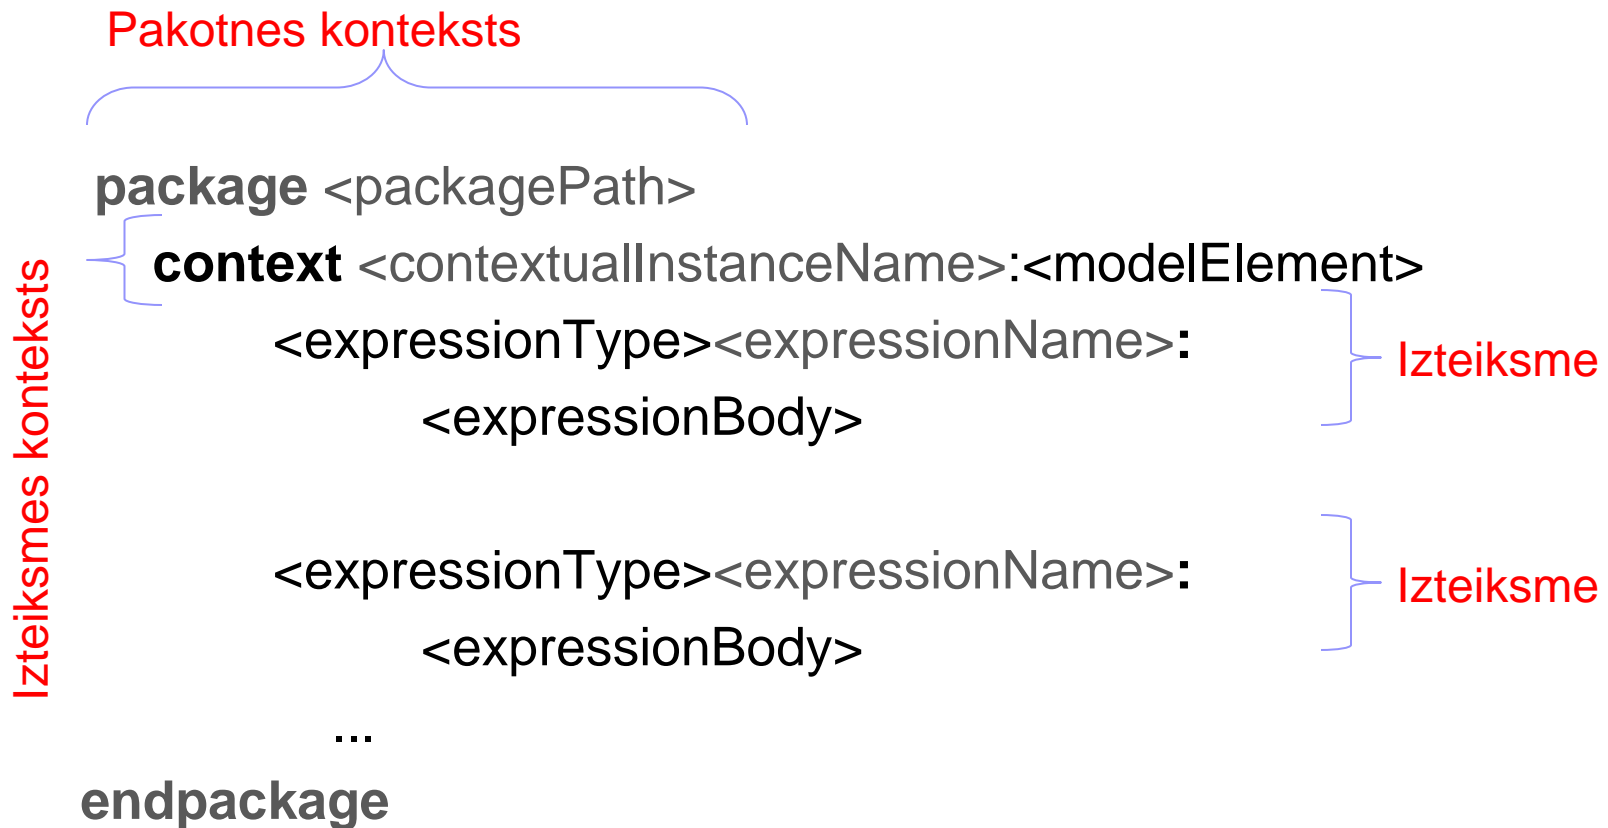 Pakotnes konteksts
package <packagePath>
context <contextualInstanceName>:<modelElement>
Izteiksmes konteksts
<expressionType><expressionName>:
Izteiksme
<expressionBody>
<expressionType><expressionName>:
Izteiksme
<expressionBody>
...
endpackage